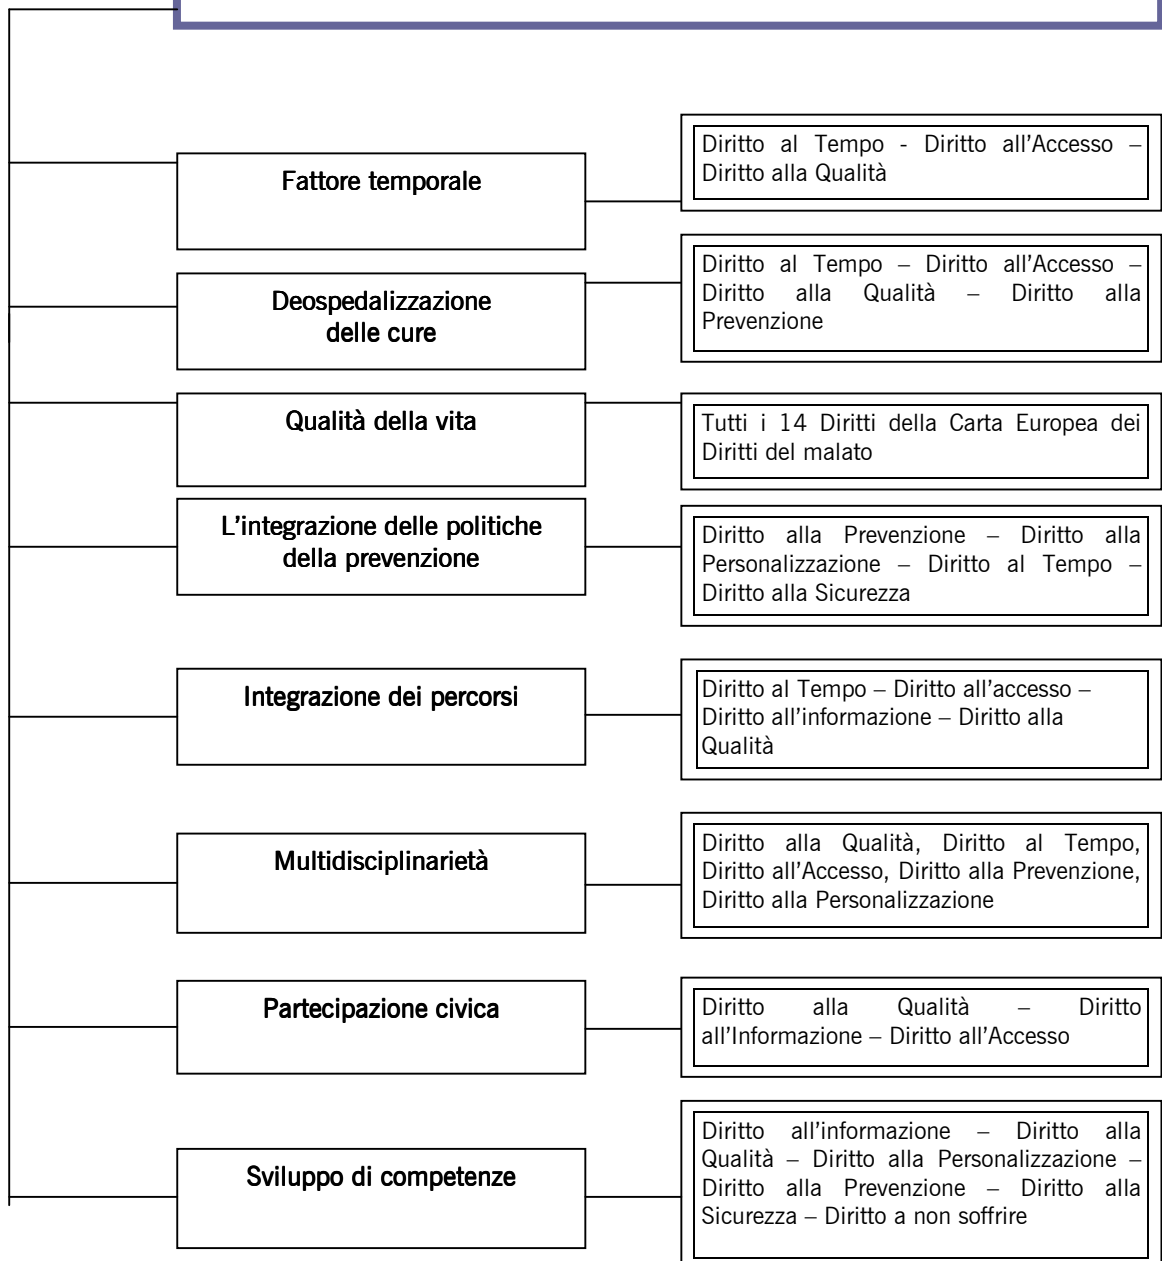 Fattore temporale
Diritto al Tempo - Diritto all'Accesso –
Diritto alla Qualità
Deospedalizzazione
delle cure
Diritto al Tempo – Diritto all'Accesso –
Diritto alla Qualità – Diritto alla
Prevenzione
Qualità della vita
Tutti i 14 Diritti della Carta Europea dei
Diritti del malato
L'integrazione delle politiche
della prevenzione
Diritto alla Prevenzione – Diritto alla
Personalizzazione – Diritto al Tempo –
Diritto alla Sicurezza
Integrazione dei percorsi
Diritto al Tempo – Diritto all'accesso –
Diritto all'informazione – Diritto alla
Qualità
Multidisciplinarietà
Diritto alla Qualità, Diritto al Tempo,
Diritto all'Accesso, Diritto alla Prevenzione,
Diritto alla Personalizzazione
Partecipazione civica
Diritto alla Qualità – Diritto
all'Informazione – Diritto all'Accesso
Sviluppo di competenze
Diritto all'informazione – Diritto alla
Qualità – Diritto alla Personalizzazione –
Diritto alla Prevenzione – Diritto alla
Sicurezza – Diritto a non soffrire